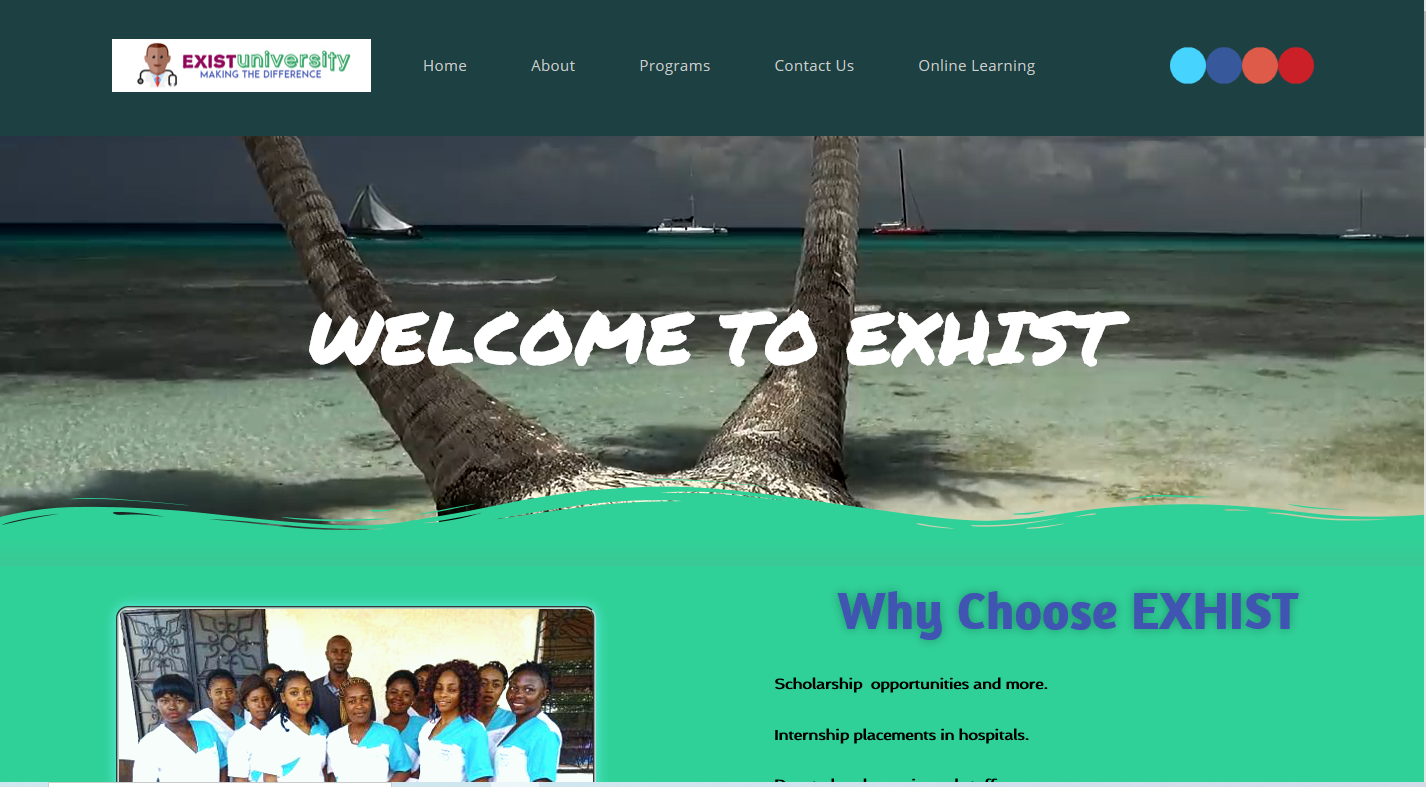 EXISTuniversity
MAKING THE DIFFERENCE
Home
About
Programs
Contact Us
Online Learning
WELCOME TO EXHIST
Why Choose EXHIST
Scholarship opportunities and more.
Internship placements in hospitals.